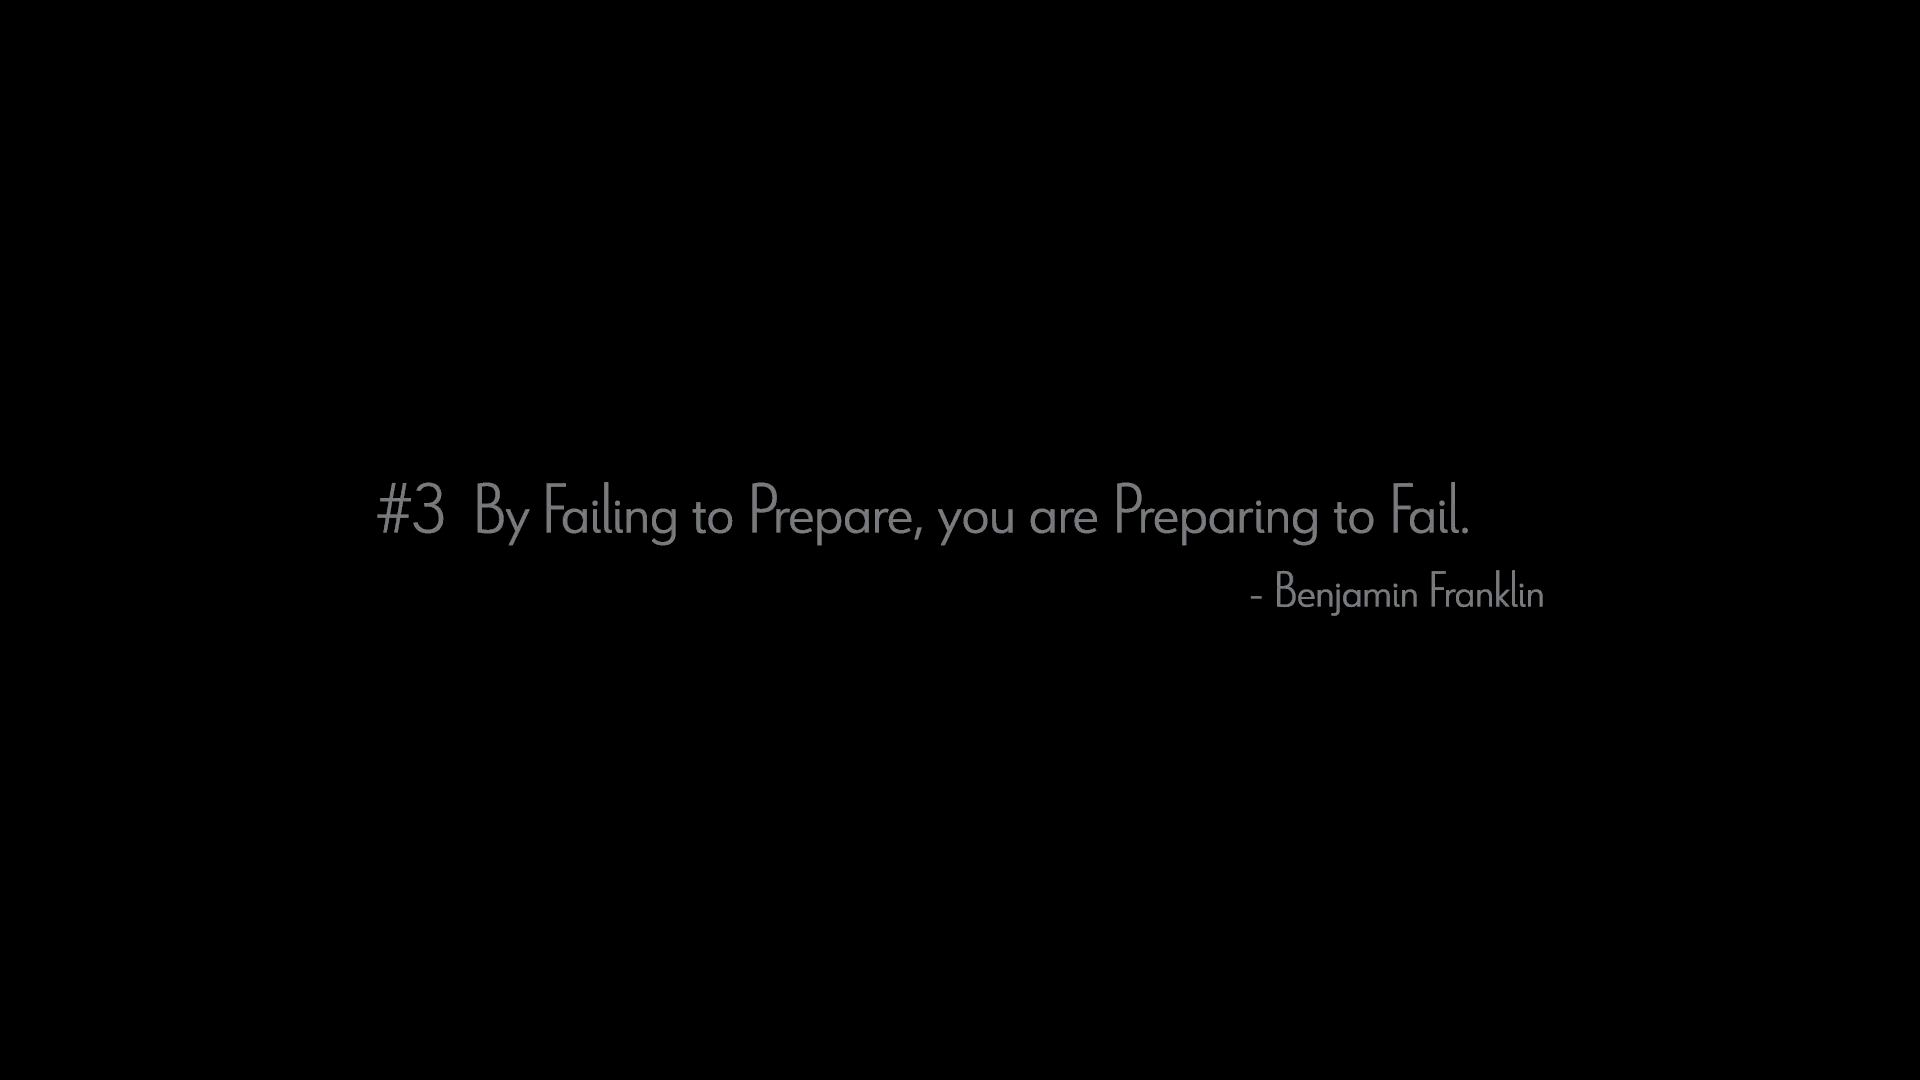 #3 By Failing to Prepare, you are Preparing to Fail.
- Benjamin Franklin